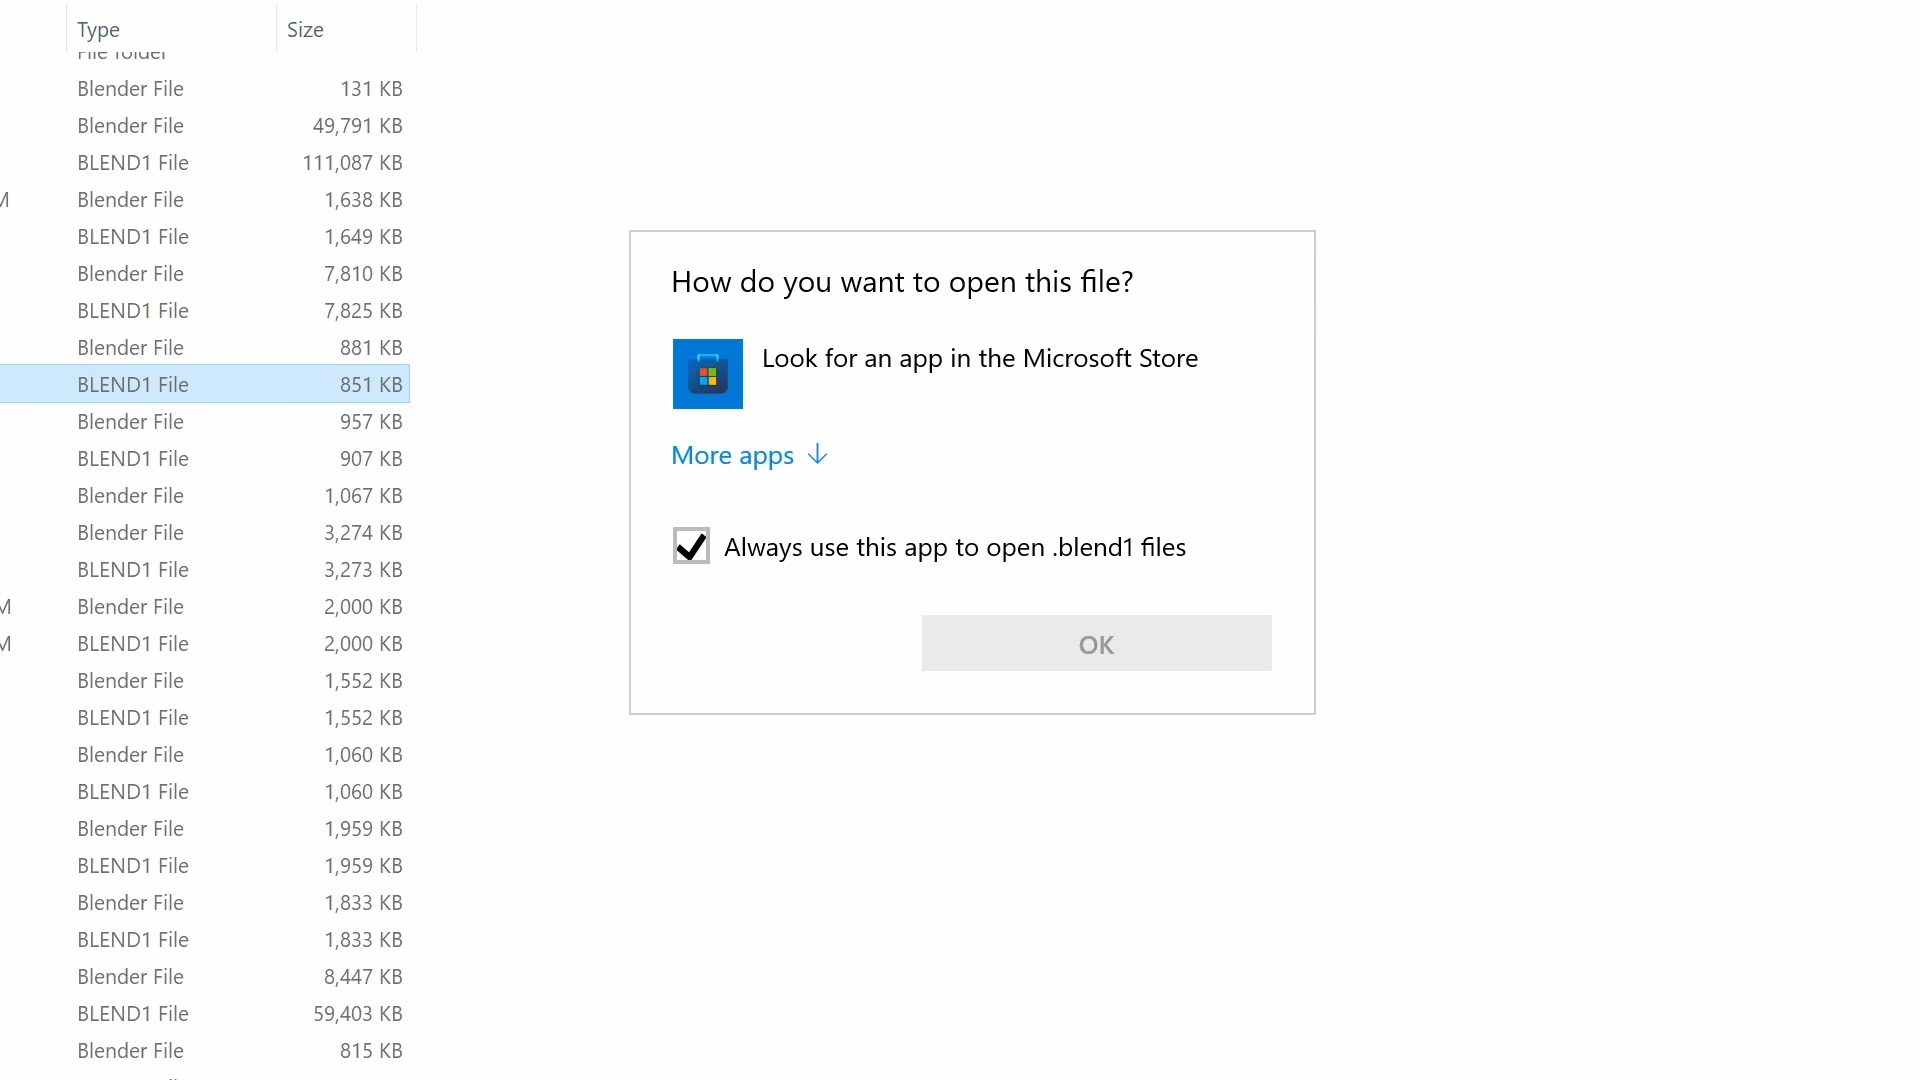 Type Size
File folder
Blender File 131 KB
Blender File 49,791 KB
BLEND1 File 111,087 KB
M Blender File 1,638 KB
BLEND1 File 1,649 KB
Blender File 7,810 KB
BLEND1 File 7,825 KB
Blender File 881 KB
BLEND1 File 851 KB
Blender File 957 KB
BLEND1 File 907 KB
Blender File 1,067 KB
Blender File 3,274 KB
BLEND1 File 3,273 KB
M Blender File 2,000 KB
M BLEND1 File 2,000 KB
Blender File 1,552 KB
BLEND1 File 1,552 KB
Blender File 1,060 KB
BLEND1 File 1,060 KB
Blender File 1,959 KB
BLEND1 File 1,959 KB
Blender File 1,833 KB
BLEND1 File 1,833 KB
Blender File 8,447 KB
BLEND1 File 59,403 KB
Blender File 815 KB
How do you want to open this file?
Look for an app in the Microsoft Store
More apps ↓
Always use this app to open .blend1 files
OK